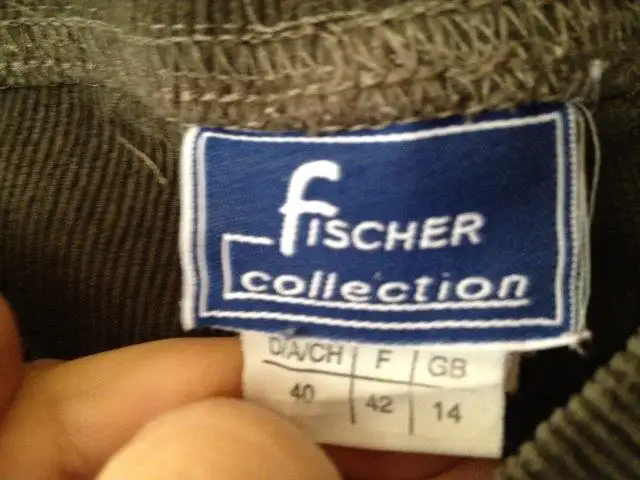 fISCHER
collection
D/A/CH F GB
40 42 14